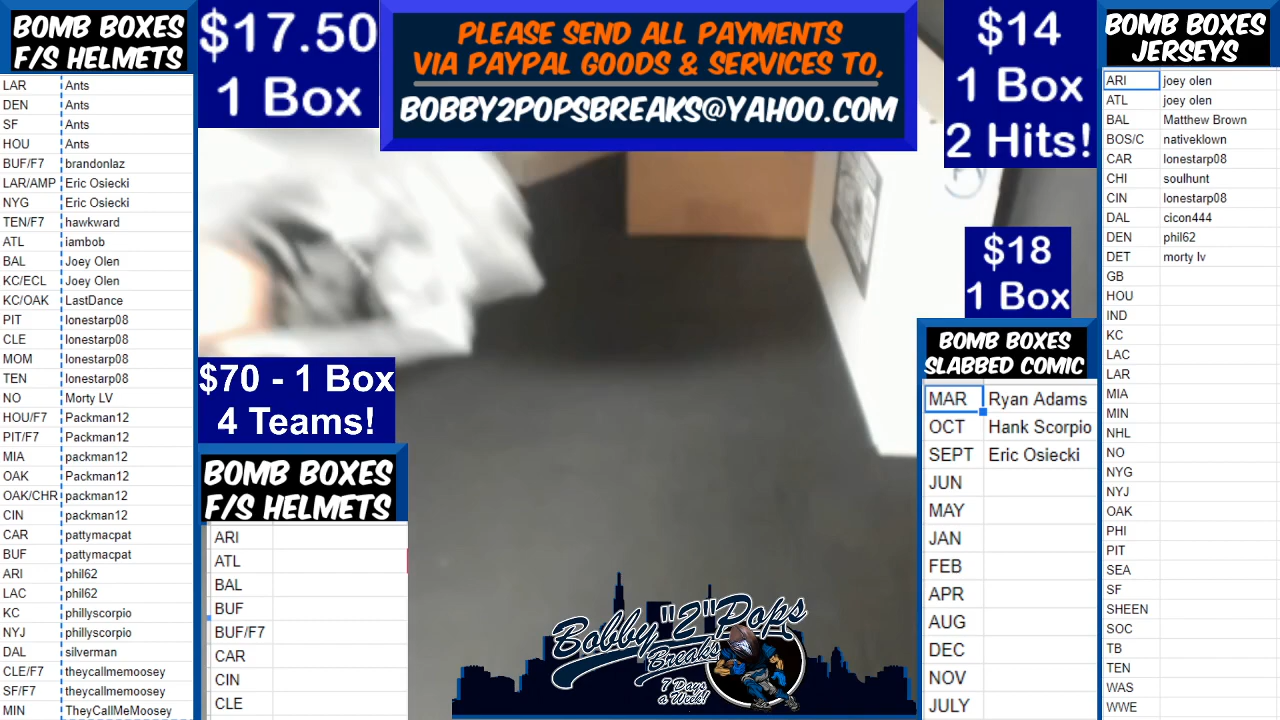 BOMB BOXES
F/S HELMETS
LAR Ants
DEN Ants
SF Ants
HOU Ants
BUF/F7 brandonlaz
LAR/AMP Eric Osiecki
NYG Eric Osiecki
TEN/F7 hawkward
ATL iambob
BAL Joey Olen
KC/ECL Joey Olen
KC/OAK LastDance
PIT lonestarp08
CLE lonestarp08
MOM lonestarp08
TEN lonestarp08
NO Morty LV
HOU/F7 Packman12
PIT/F7 Packman12
MIA packman12
OAK Packman12
OAK/CHR packman12
CIN packman12
CAR pattymacpat
BUF pattymacpat
ARI phil62
LAC phil62
KC phillyscorpio
NYJ phillyscorpio
DAL silverman
CLE/F7 theycallmemoosey
SF/F7 theycallmemoosey
MIN TheyCallMeMoosey
$17.50
1 Box
PLEASE SEND ALL PAYMENTS
VIA PAYPAL GOODS & SERVICES TO,
BOBBY2POPSBREAKS@YAHOO.COM
$14
1 Box
2 Hits!
$18
1 Box
$70 - 1 Box
4 Teams!
BOMB BOXES
F/S HELMETS
ARI
ATL
BAL
BUF
BUF/F7
CAR
CIN
CLE
Bobby "2" Pops
Breaks
7 Days
a Week!
BOMB BOXES
SLABBED COMIC
MAR Ryan Adams
OCT Hank Scorpio
SEPT Eric Osiecki
JUN
MAY
JAN
FEB
APR
AUG
DEC
NOV
JULY
BOMB BOXES
JERSEYS
ARI joey olen
ATL joey olen
BAL Matthew Brown
BOS/C nativeklown
CAR lonestarp08
CHI soulhunt
CIN lonestarp08
DAL cicon444
DEN phil62
DET morty lv
GB
HOU
IND
KC
LAC
LAR
MIA
MIN
NHL
NO
NYG
NYJ
OAK
PHI
PIT
SEA
SF
SHEEN
SOC
TB
TEN
WAS
WWE